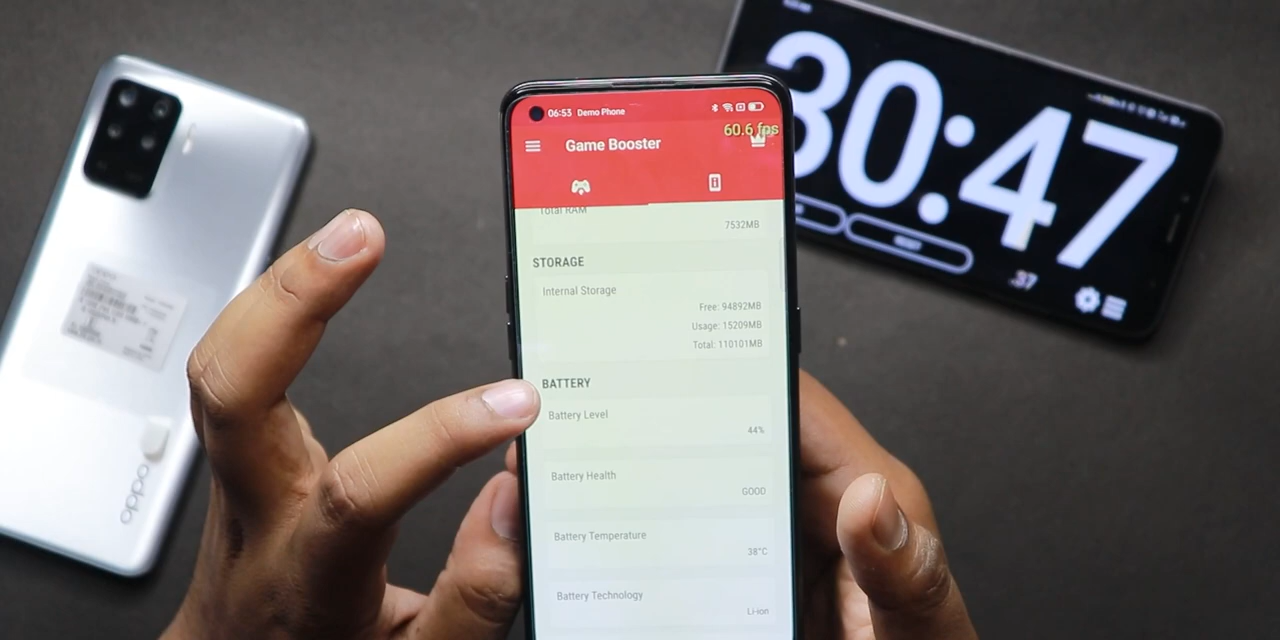 06:53 Demo Phone
60.6 fps
Game Booster
Total RAM
7532MB
STORAGE
Internal Storage
Free: 94892MB
Usage: 15209MB
Total: 110101MB
BATTERY
Battery Level
44%
Battery Health
GOOD
Battery Temperature
38°C
Battery Technology
Li-ion
30:47
.37
oppo